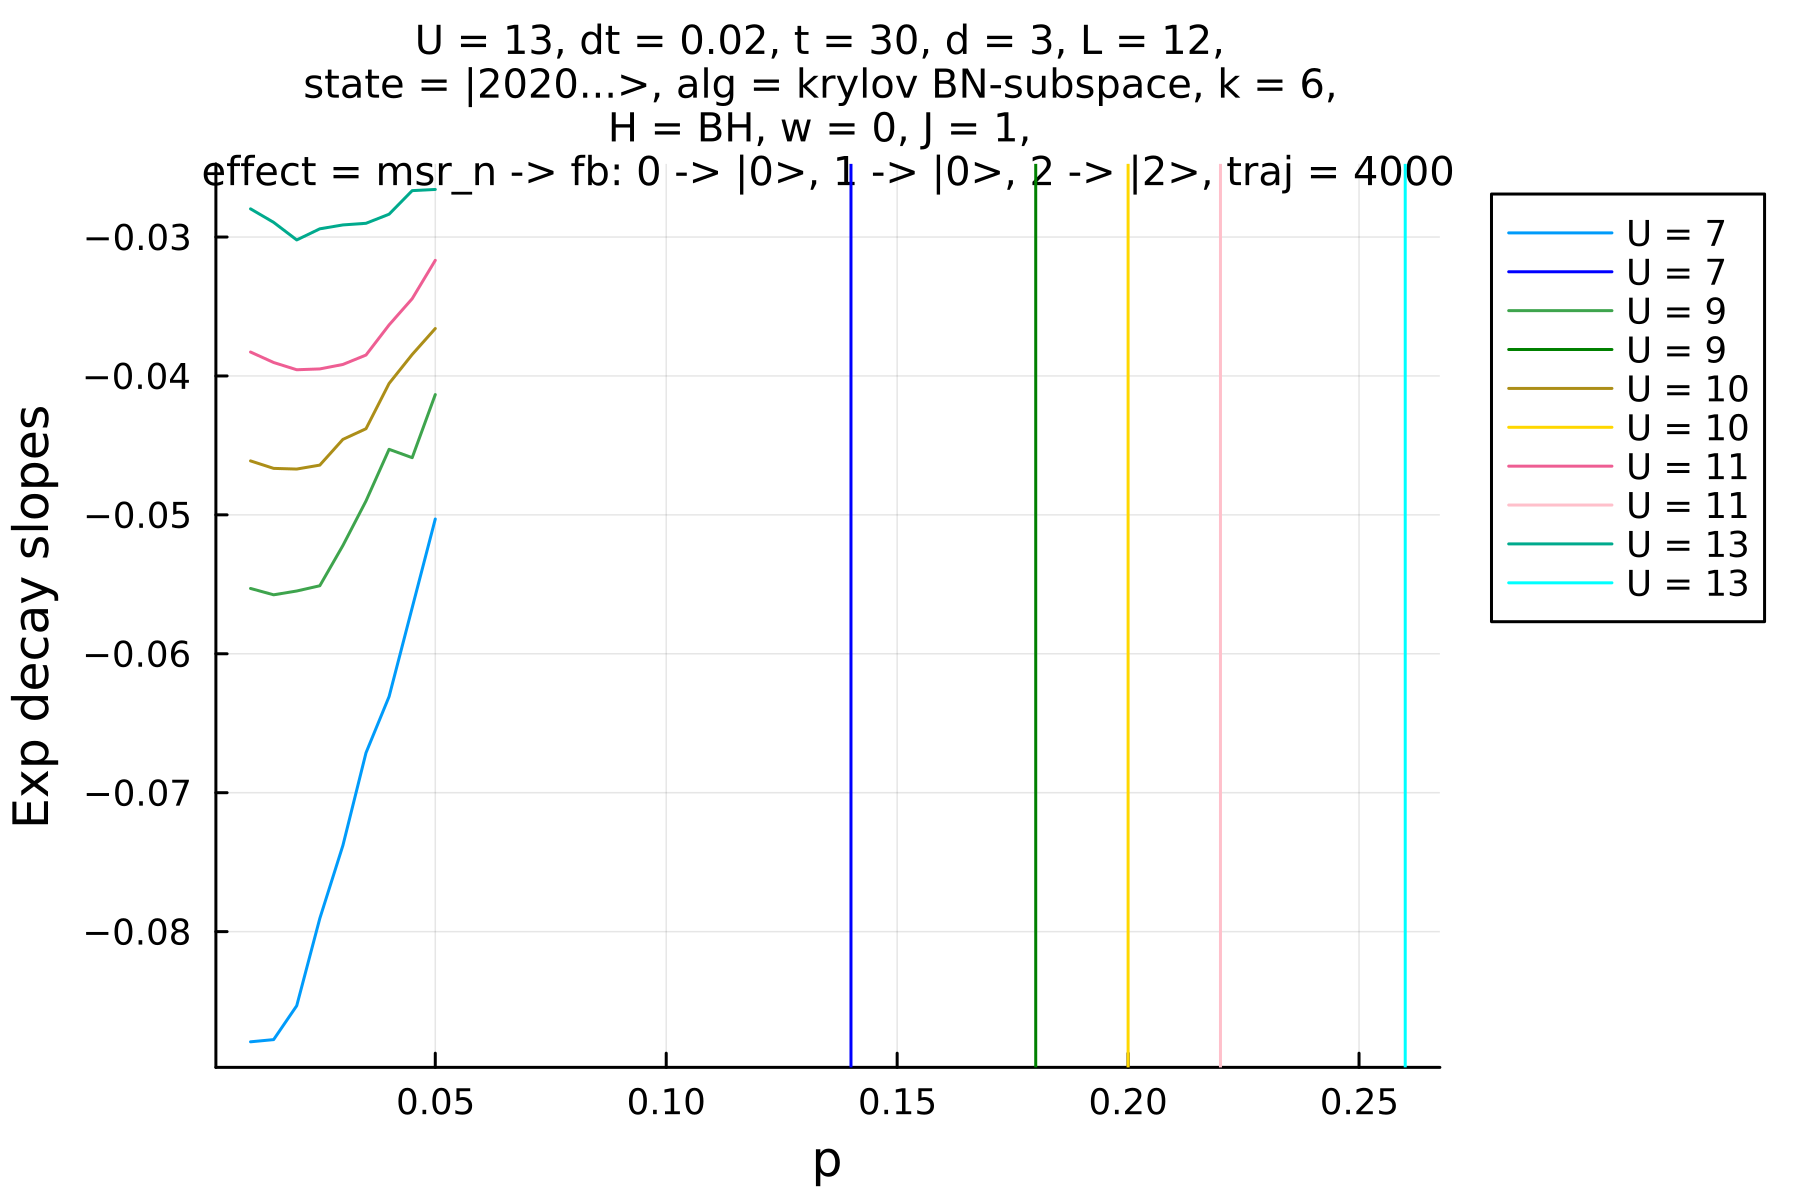 U = 13, dt = 0.02, t = 30, d = 3, L = 12,
state = |2020...>, alg = krylov BN-subspace, k = 6,
H = BH, w = 0, J = 1,
effect = msr_n -> fb: 0 -> |0>, 1 -> |0>, 2 -> |2>, traj = 4000
Exp decay slopes
−0.03
−0.04
−0.05
−0.06
−0.07
−0.08
0.05 0.10 0.15 0.20 0.25
p
U = 7
U = 7
U = 9
U = 9
U = 10
U = 10
U = 11
U = 11
U = 13
U = 13